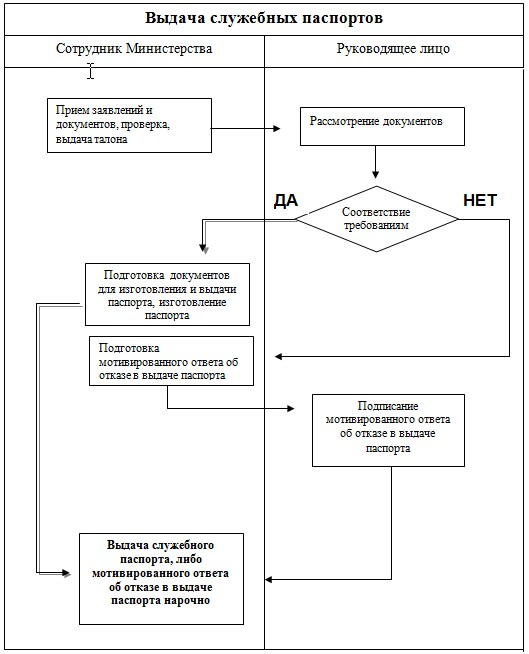 Выдача служебных паспортов
Сотрудник Министерства
Руководящее лицо
Прием заявлений и
документов, проверка,
выдача талона
Рассмотрение документов
ДА
НЕТ
Соответствие
требованиям
Подготовка документов
для изготовления и выдачи
паспорта, изготовление
паспорта
Подготовка
мотивированного ответа об
отказе в выдаче паспорта
Подписание
мотивированного ответа
об отказе в выдаче
паспорта
Выдача служебного
паспорта, либо
мотивированного ответа
об отказе в выдаче
паспорта нарочно